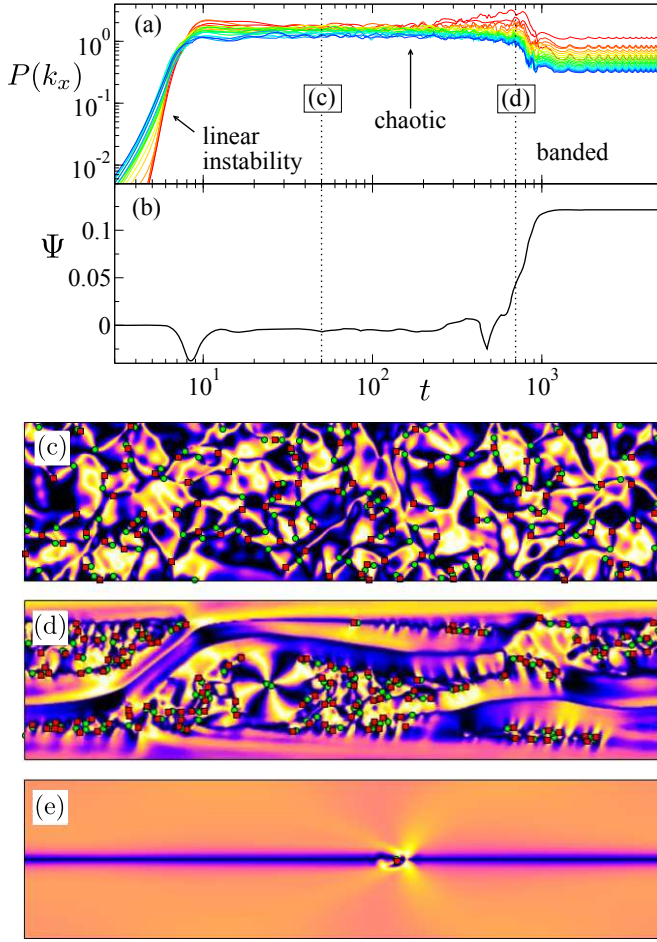 (a)
10^0
P(k_x)
10^{-1}
10^{-2}
linear
instability
(c)
chaotic
(d)
banded
(b)
Ψ
0.1
0.05
0
10^1
10^2
t
10^3
(c)
(d)
(e)